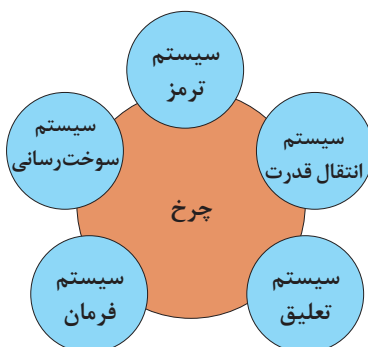 سیستم
ترمز
سیستم
انتقال قدرت
سیستم
سوخت‌رسانی
چرخ
سیستم
تعلیق
سیستم
فرمان